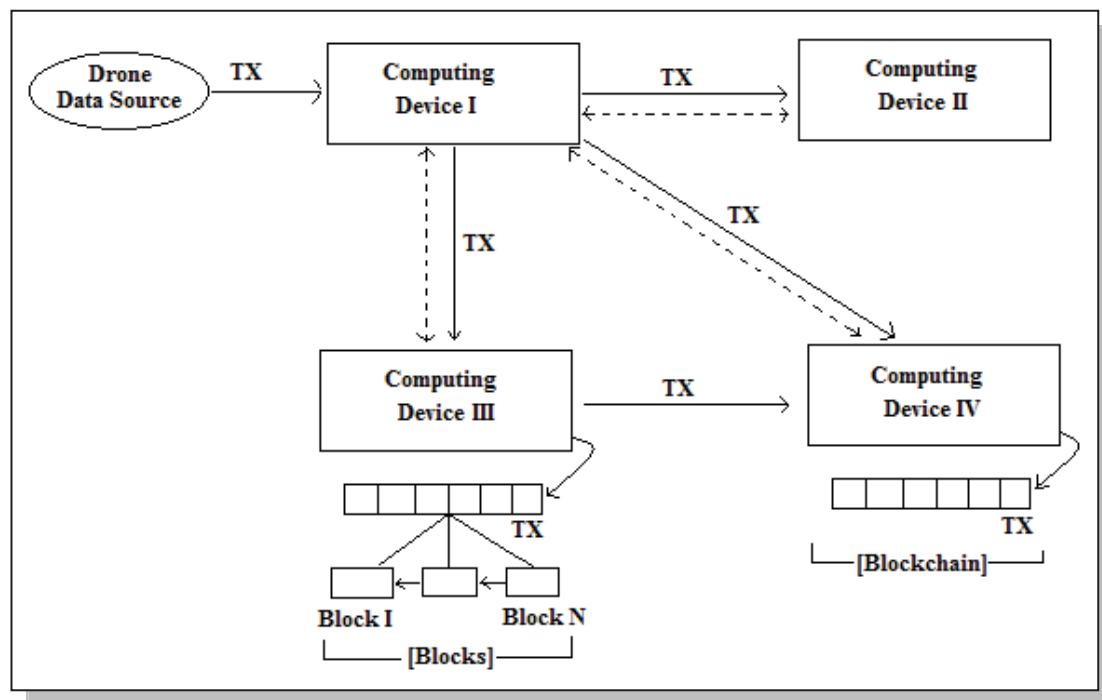 Drone
Data Source
TX
Computing
Device I
TX
Computing
Device II
TX
TX
Computing
Device III
TX
Computing
Device IV
TX
Block I
Block N
[Blocks]
TX
[Blockchain]